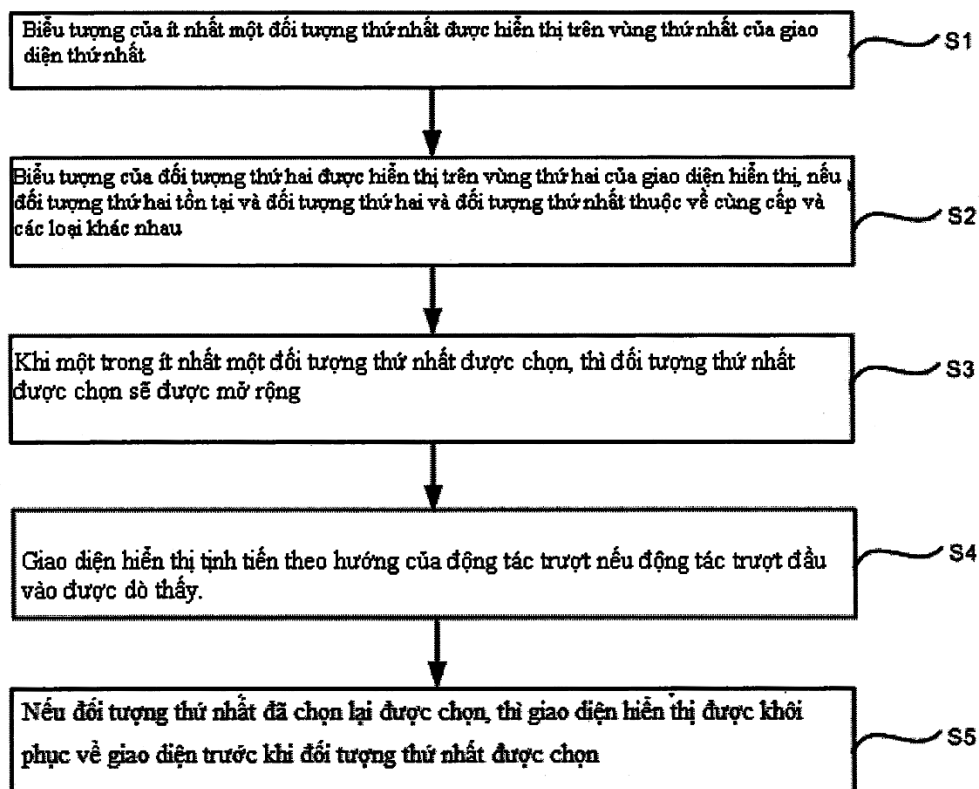 Biểu tượng của ít nhất một đối tượng thứ nhất được hiển thị trên vùng thứ nhất của giao
diện thứ nhất
S1
Biểu tượng của đối tượng thứ hai được hiển thị trên vùng thứ hai của giao diện hiển thị, nếu
đối tượng thứ hai tồn tại và đối tượng thứ hai và đối tượng thứ nhất thuộc về cùng cấp và
các loại khác nhau
S2
Khi một trong ít nhất một đối tượng thứ nhất được chọn, thì đối tượng thứ nhất
được chọn sẽ được mở rộng
S3
Giao diện hiển thị tịnh tiến theo hướng của động tác trượt nếu động tác trượt đầu
vào được dò thấy.
S4
Nếu đối tượng thứ nhất đã chọn lại được chọn, thì giao diện hiển thị được khôi
phục về giao diện trước khi đối tượng thứ nhất được chọn
S5